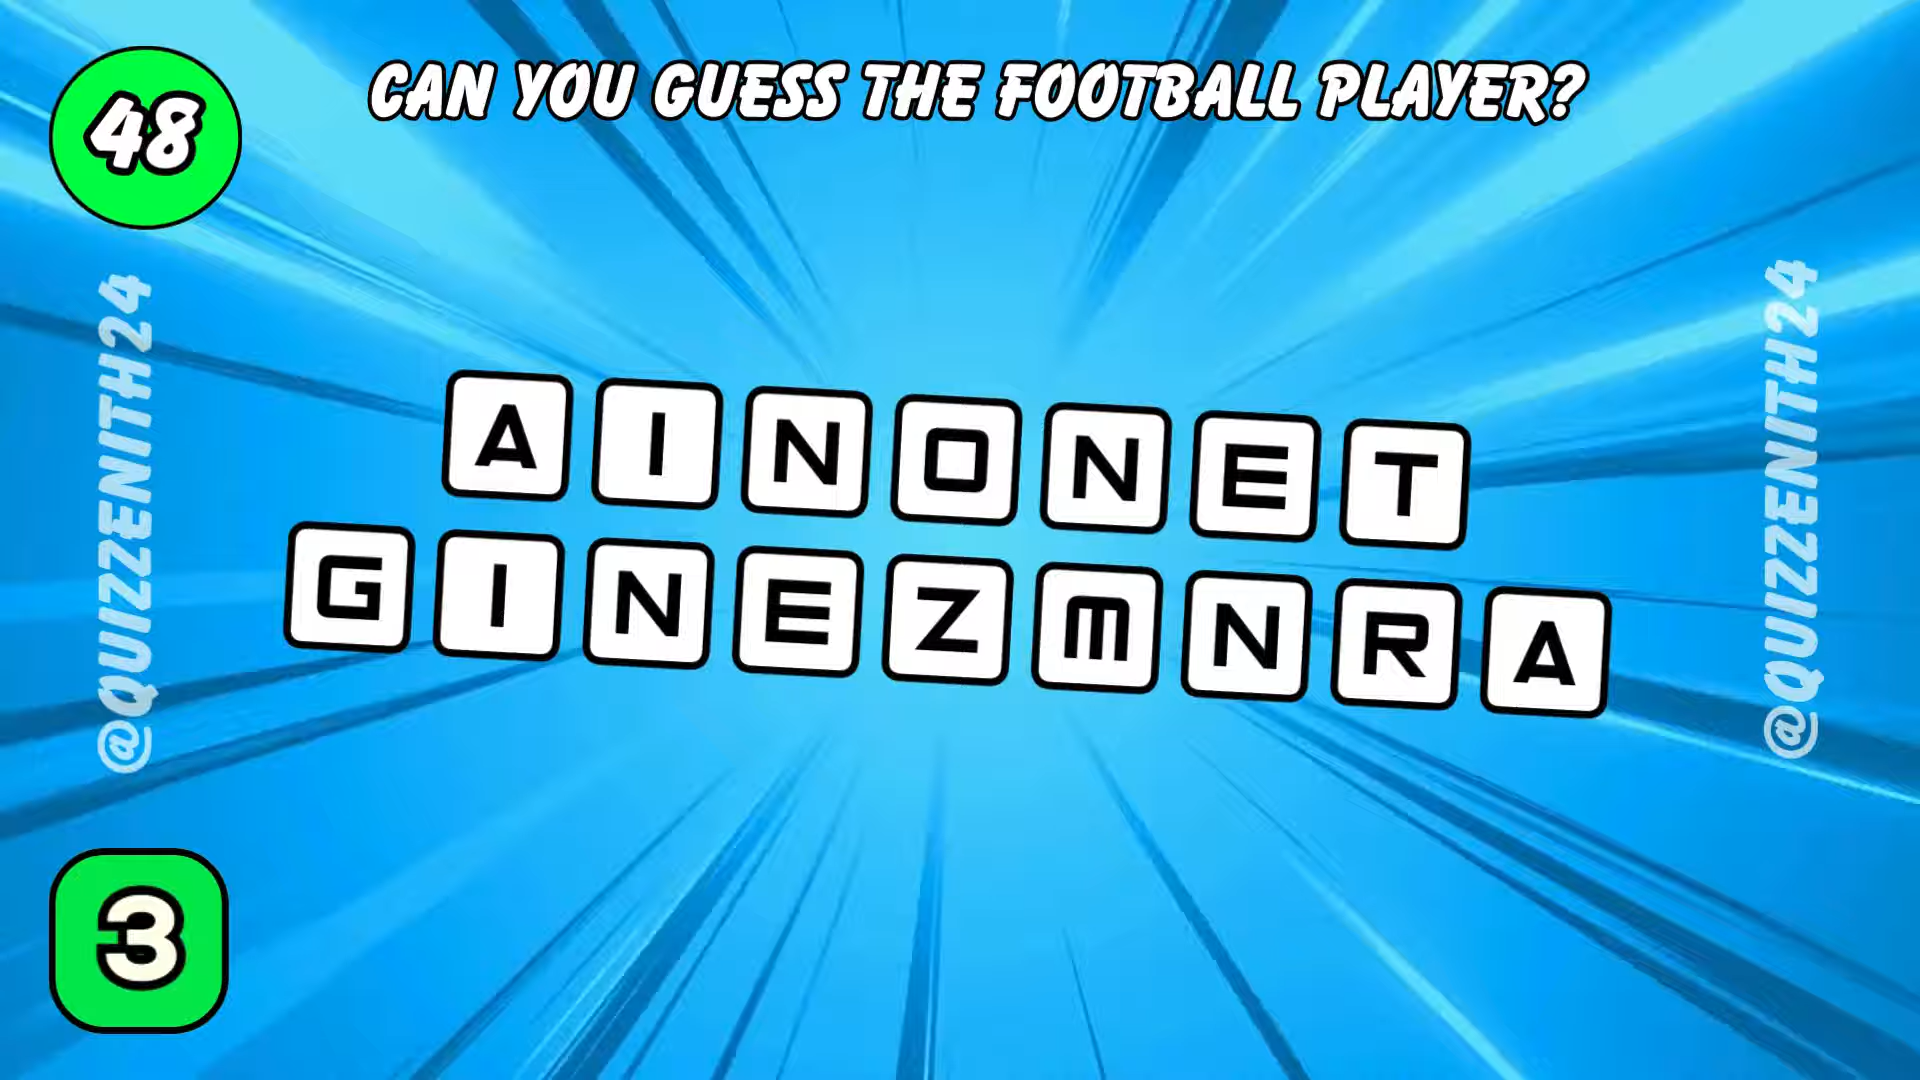 48
CAN YOU GUESS THE FOOTBALL PLAYER?
@QUIZZENITH24
@QUIZZENITH24
AINONET
GINEZMNRA
3